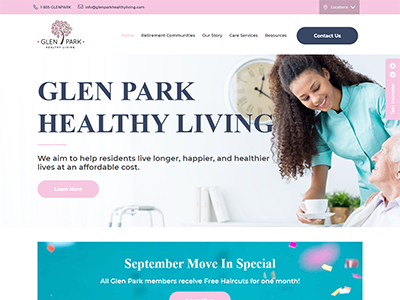 1-855-GLENPARK info@glenparkhealthyliving.com Locations
GLEN PARK
HEALTHY LIVING
Home Retirement Communities Our Story Care Services Resources Contact Us
GLEN PARK
HEALTHY LIVING
We aim to help residents live longer, happier, and healthier
lives at an affordable cost.
Learn More
September Move In Special
All Glen Park members receive Free Haircuts for one month!